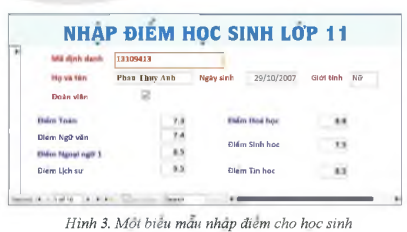 NHẬP ĐIỂM HỌC SINH LỚP 11
Mã định danh 13109413
Họ và tên Phan Thuỳ Anh Ngày sinh 29/10/2007 Giới tính Nữ
Đoàn viên
Điểm Toán 7.3 Điểm Hoá học 8.8
Điểm Ngữ văn 7.4
Điểm Sinh học 7.3
Điểm Ngoại ngữ 1 8.5
Điểm Lịch sử 9.5 Điểm Tin học 8.3
Search
Hình 3. Một biểu mẫu nhập điểm cho học sinh